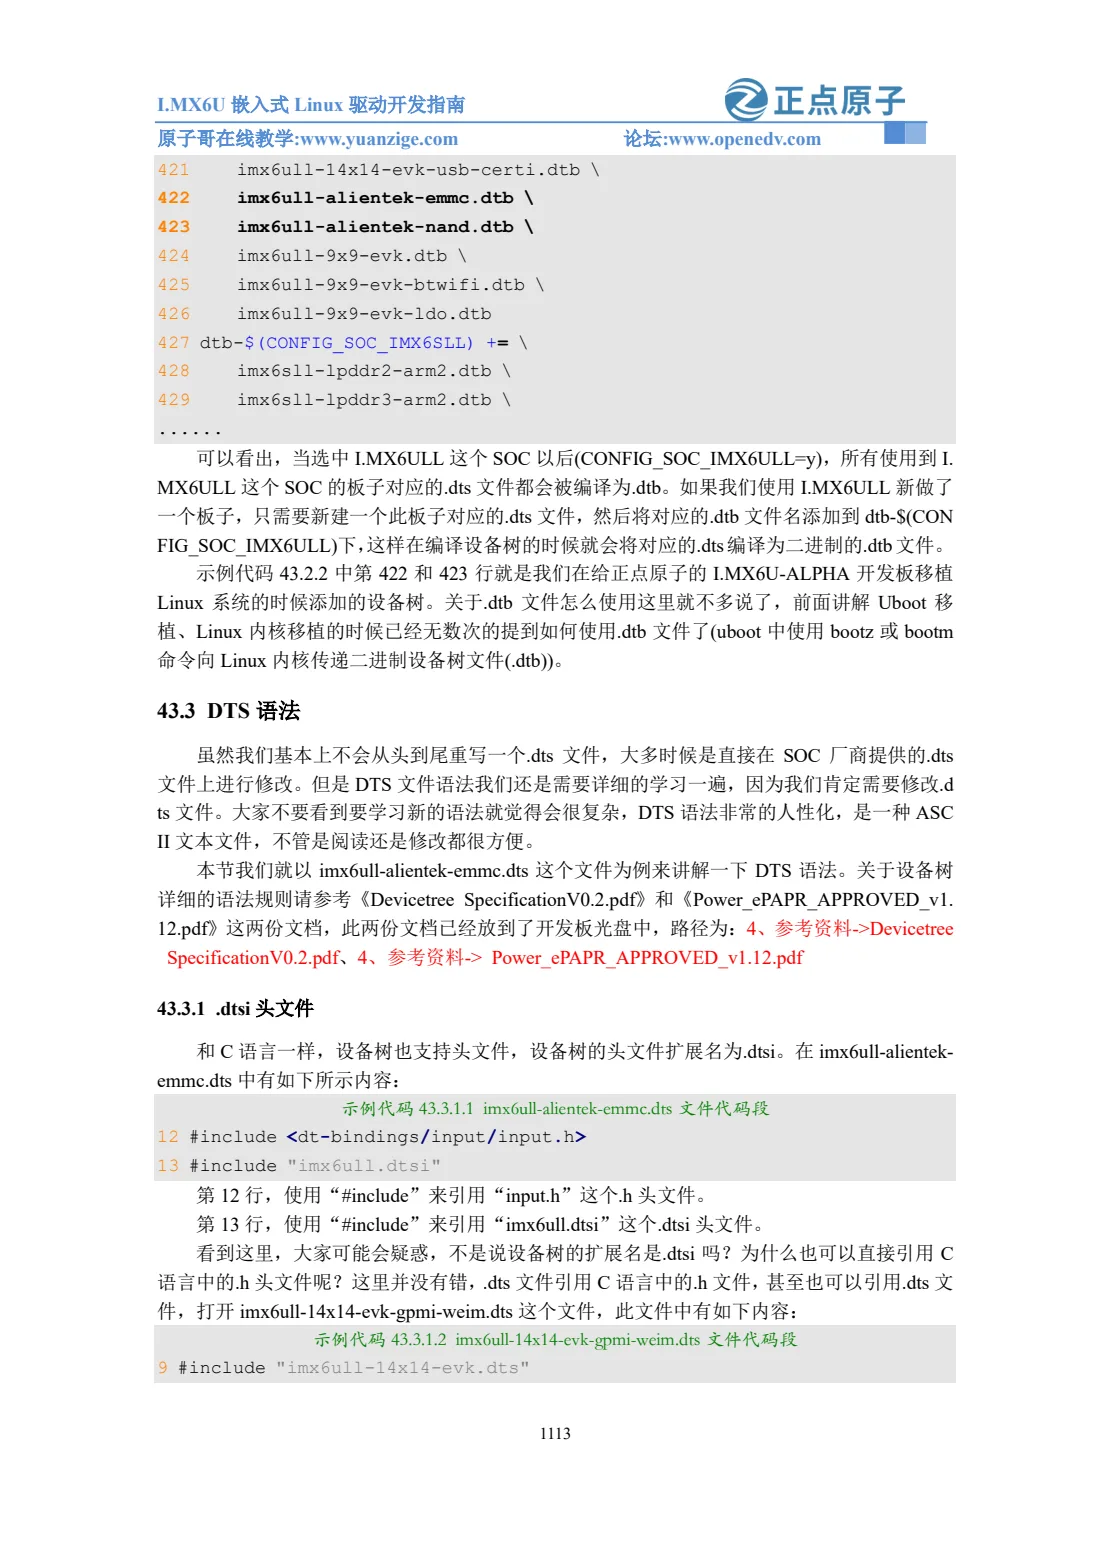 I.MX6U 嵌入式 Linux 驱动开发指南
正点原子
原子哥在线教学:www.yuanzige.com 论坛:www.openedv.com
421 imx6ull-14x14-evk-usb-certi.dtb \
422 imx6ull-alientek-emmc.dtb \
423 imx6ull-alientek-nand.dtb \
424 imx6ull-9x9-evk.dtb \
425 imx6ull-9x9-evk-btwifi.dtb \
426 imx6ull-9x9-evk-ldo.dtb
427 dtb-$(CONFIG_SOC_IMX6SLL) += \
428 imx6sll-lpddr2-arm2.dtb \
429 imx6sll-lpddr3-arm2.dtb \
......
可以看出，当选中 I.MX6ULL 这个 SOC 以后(CONFIG_SOC_IMX6ULL=y)，所有使用到 I.
MX6ULL 这个 SOC 的板子对应的.dts 文件都会被编译为.dtb。如果我们使用 I.MX6ULL 新做了
一个板子，只需要新建一个此板子对应的.dts 文件，然后将对应的.dtb 文件名添加到 dtb-$(CON
FIG_SOC_IMX6ULL)下，这样在编译设备树的时候就会将对应的.dts 编译为二进制的.dtb 文件。
示例代码 43.2.2 中第 422 和 423 行就是我们在给正点原子的 I.MX6U-ALPHA 开发板移植
Linux 系统的时候添加的设备树。关于.dtb 文件怎么使用这里就不多说了，前面讲解 Uboot 移
植、Linux 内核移植的时候已经无数次的提到如何使用.dtb 文件了(uboot 中使用 bootz 或 bootm
命令向 Linux 内核传递二进制设备树文件(.dtb))。
43.3 DTS 语法
虽然我们基本上不会从头到尾重写一个.dts 文件，大多时候是直接在 SOC 厂商提供的.dts
文件上进行修改。但是 DTS 文件语法我们还是需要详细的学习一遍，因为我们肯定需要修改.d
ts 文件。大家不要看到要学习新的语法就觉得会很复杂，DTS 语法非常的人性化，是一种 ASC
II 文本文件，不管是阅读还是修改都很方便。
本节我们就以 imx6ull-alientek-emmc.dts 这个文件为例来讲解一下 DTS 语法。关于设备树
详细的语法规则请参考《Devicetree SpecificationV0.2.pdf》和《Power_ePAPR_APPROVED_v1.
12.pdf》这两份文档，此两份文档已经放到了开发板光盘中，路径为：4、参考资料->Devicetree
SpecificationV0.2.pdf、4、参考资料-> Power_ePAPR_APPROVED_v1.12.pdf
43.3.1 .dtsi 头文件
和 C 语言一样，设备树也支持头文件，设备树的头文件扩展名为.dtsi。在 imx6ull-alientek-
emmc.dts 中有如下所示内容：
示例代码 43.3.1.1 imx6ull-alientek-emmc.dts 文件代码段
12 #include <dt-bindings/input/input.h>
13 #include "imx6ull.dtsi"
第 12 行，使用“#include”来引用“input.h”这个.h 头文件。
第 13 行，使用“#include”来引用“imx6ull.dtsi”这个.dtsi 头文件。
看到这里，大家可能会疑惑，不是说设备树的扩展名是.dtsi 吗？为什么也可以直接引用 C
语言中的.h 头文件呢？这里并没有错，.dts 文件引用 C 语言中的.h 文件，甚至也可以引用.dts 文
件，打开 imx6ull-14x14-evk-gpmi-weim.dts 这个文件，此文件中有如下内容：
示例代码 43.3.1.2 imx6ull-14x14-evk-gpmi-weim.dts 文件代码段
9 #include "imx6ull-14x14-evk.dts"
1113